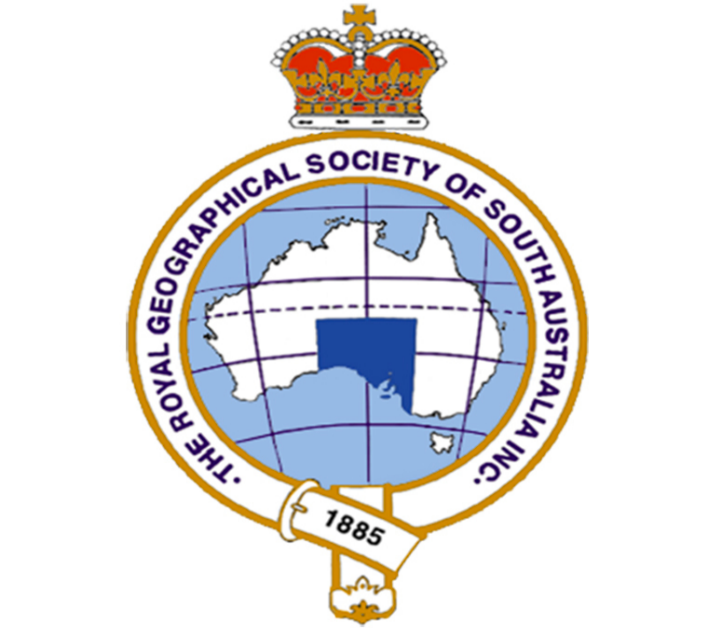 ·THE ROYAL GEOGRAPHICAL SOCIETY OF SOUTH AUSTRALIA INC·
1885